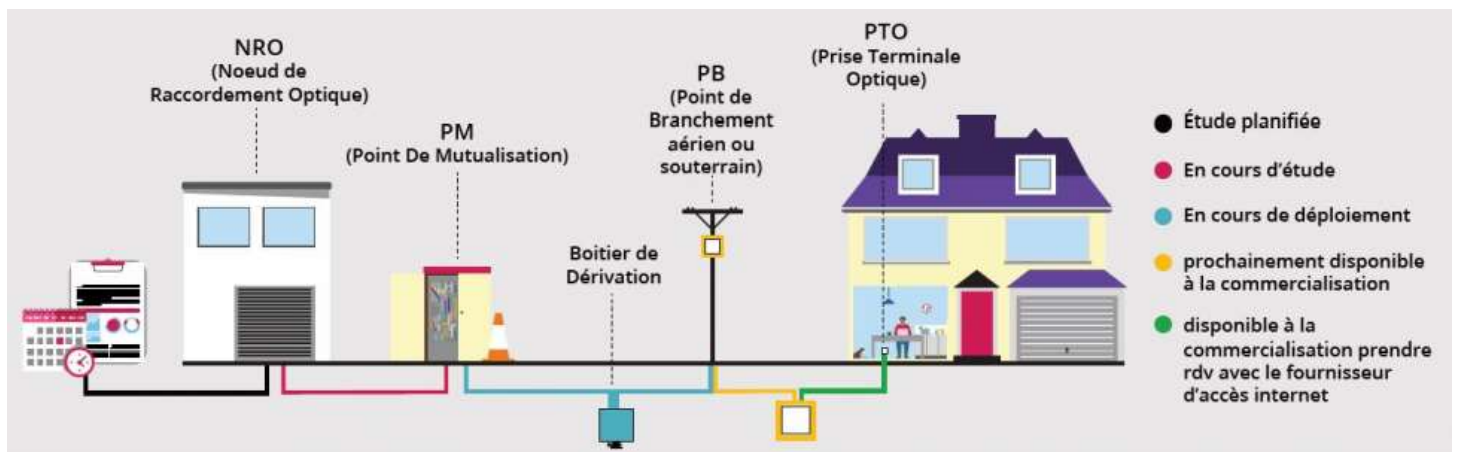 NRO
(Noeud de
Raccordement Optique)
PM
(Point De Mutualisation)
Boitier de
Dérivation
PB
(Point de
Branchement
aérien ou
souterrain)
PTO
(Prise Terminale
Optique)
Étude planifiée
En cours d'étude
En cours de déploiement
prochainement disponible
à la commercialisation
disponible à la
commercialisation prendre
rdv avec le fournisseur
d'accès internet